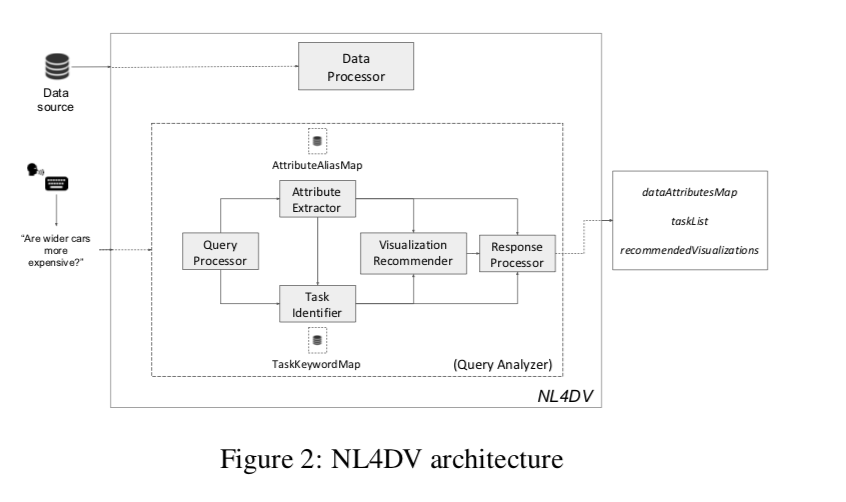 Data
Processor
Data
source
AttributeAliasMap
Attribute
Extractor
dataAttributesMap
taskList
recommendedVisualizations
“Are wider cars
more
expensive?”
Query
Processor
Visualization
Recommender
Response
Processor
Task
Identifier
TaskKeywordMap
(Query Analyzer)
NL4DV
Figure 2: NL4DV architecture